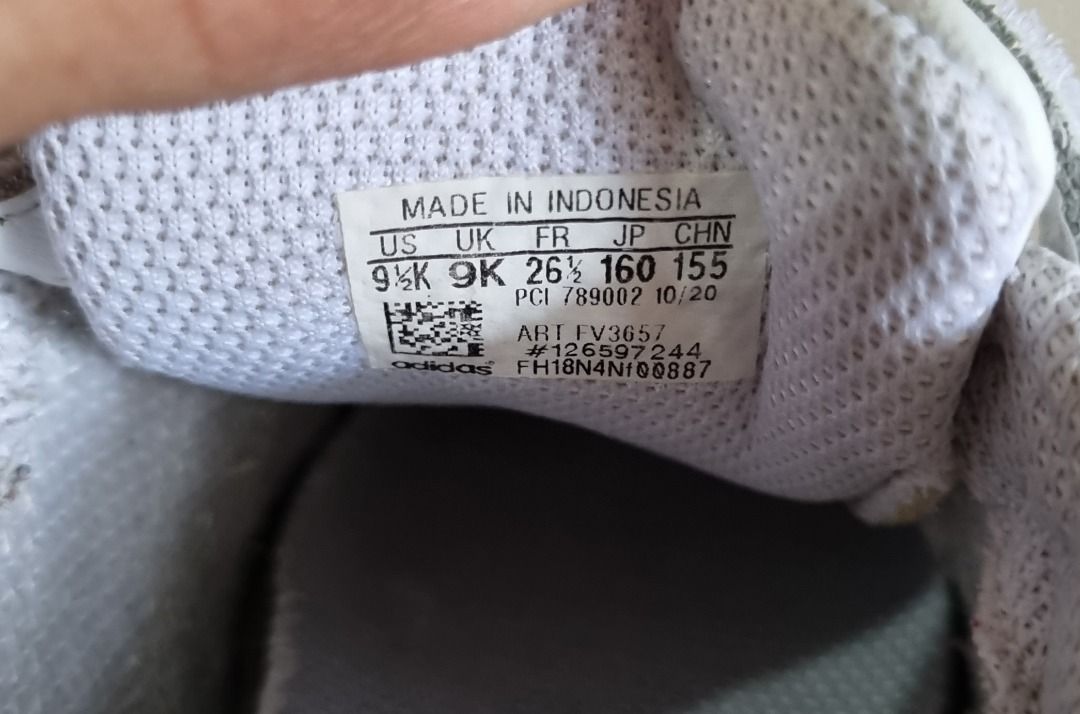 MADE IN INDONESIA
US UK FR JP CHN
9½K 9K 26½ 160 155
PCI 789002 10/20
ART FV3657
#126597244
adidas FH18N4Nf00887